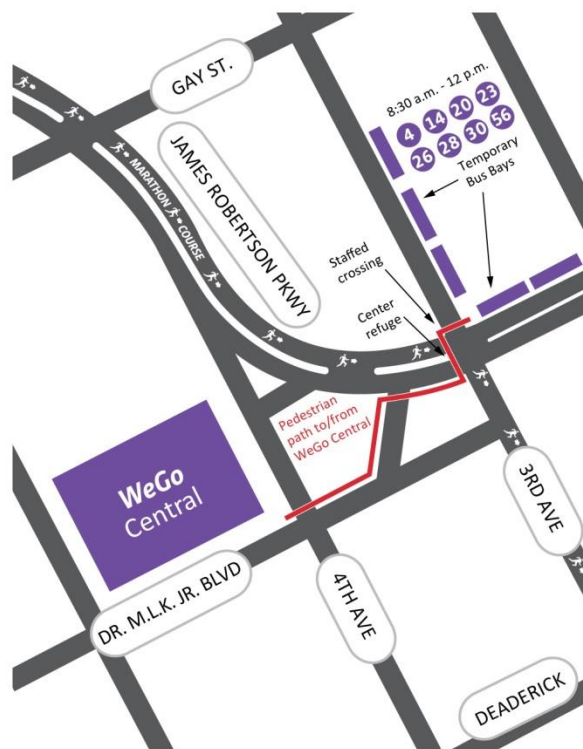 GAY ST.
8:30 a.m. - 12 p.m.
4 14 20 23
26 28 30 56
Temporary
Bus Bays
JAMES ROBERTSON PKWY
MARATHON COURSE
Staffed
crossing
Center
refuge
Pedestrian
path to/from
WeGo Central
WeGo
Central
3RD AVE
DR. M.L.K. JR. BLVD
4TH AVE
DEADERICK